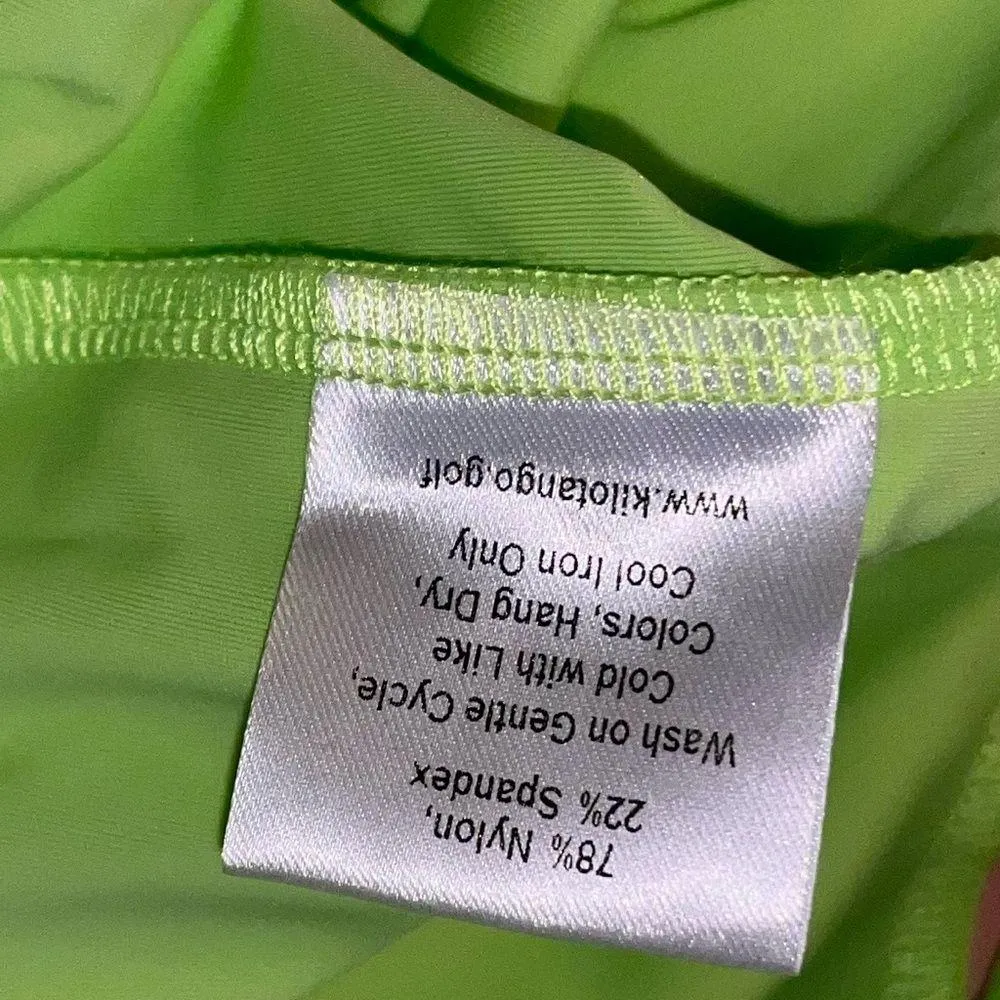 78% Nylon,
22% Spandex
Wash on Gentle Cycle,
Cold with Like
Colors, Hang Dry,
Cool Iron Only
www.kilotango.golf